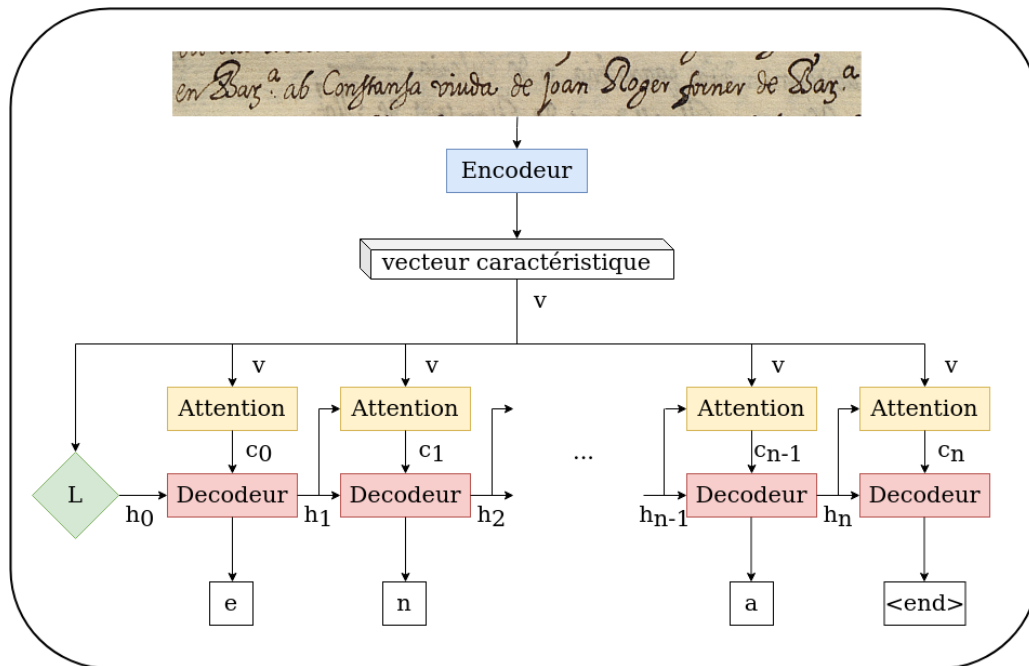 en Barz.ª ab Constansa viuda de Joan Roger forner de Barz.ª
Encodeur
vecteur caractéristique
v
v v v v
Attention Attention Attention Attention
c0 c1 cn-1 cn
L Decodeur Decodeur ... Decodeur Decodeur
h0 h1 h2 hn-1 hn
e n a <end>